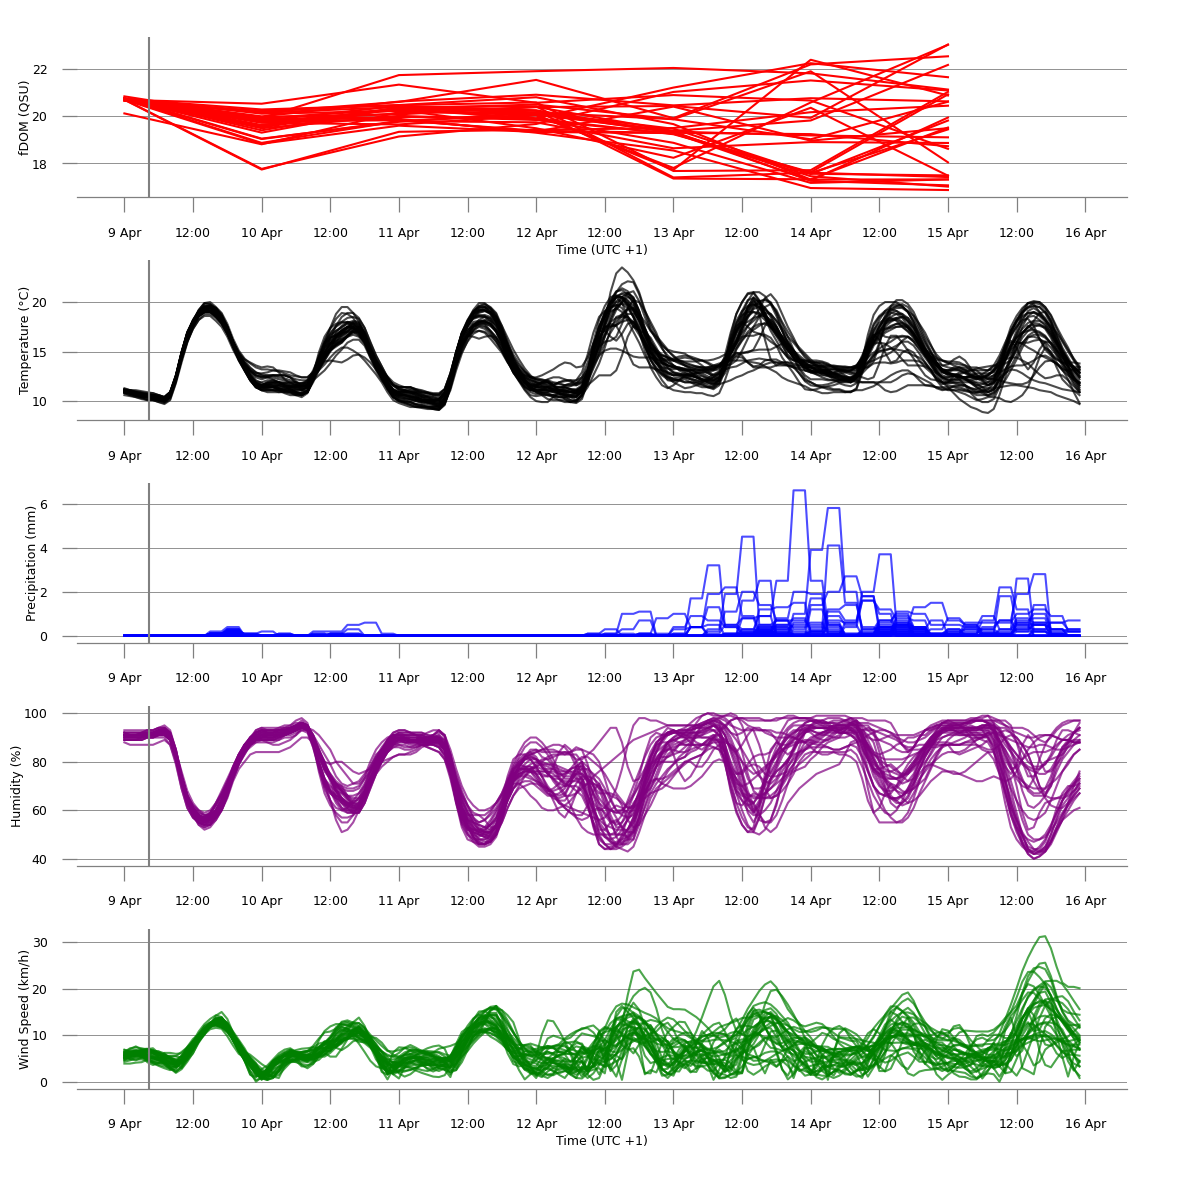 fDOM (QSU)
22
20
18
9 Apr 12:00 10 Apr 12:00 11 Apr 12:00 12 Apr 12:00 13 Apr 12:00 14 Apr 12:00 15 Apr 12:00 16 Apr
Time (UTC +1)
Temperature (°C)
20
15
10
9 Apr 12:00 10 Apr 12:00 11 Apr 12:00 12 Apr 12:00 13 Apr 12:00 14 Apr 12:00 15 Apr 12:00 16 Apr
Precipitation (mm)
6
4
2
0
9 Apr 12:00 10 Apr 12:00 11 Apr 12:00 12 Apr 12:00 13 Apr 12:00 14 Apr 12:00 15 Apr 12:00 16 Apr
Humidity (%)
100
80
60
40
9 Apr 12:00 10 Apr 12:00 11 Apr 12:00 12 Apr 12:00 13 Apr 12:00 14 Apr 12:00 15 Apr 12:00 16 Apr
Wind Speed (km/h)
30
20
10
0
9 Apr 12:00 10 Apr 12:00 11 Apr 12:00 12 Apr 12:00 13 Apr 12:00 14 Apr 12:00 15 Apr 12:00 16 Apr
Time (UTC +1)